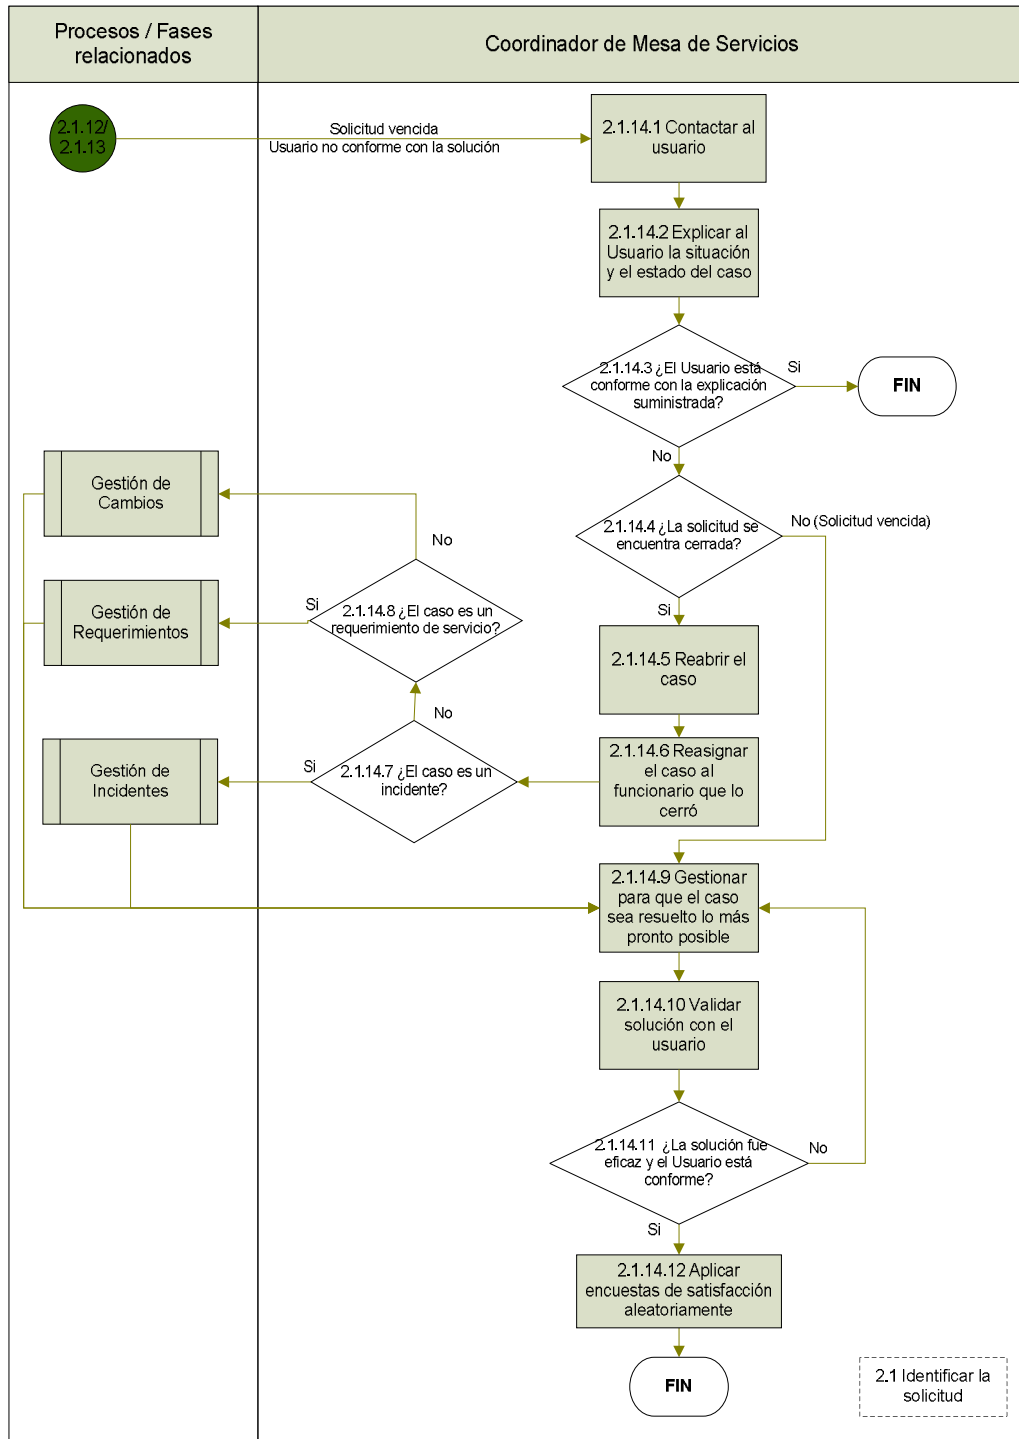 Procesos / Fases
relacionados
Coordinador de Mesa de Servicios
2.1.12/
2.1.13
Solicitud vencida
Usuario no conforme con la solución
2.1.14.1 Contactar al
usuario
2.1.14.2 Explicar al
Usuario la situación
y el estado del caso
2.1.14.3 ¿El Usuario está
conforme con la explicación
suministrada?
Si
FIN
No
2.1.14.4 ¿La solicitud se
encuentra cerrada?
No (Solicitud vencida)
Si
Gestión de
Cambios
No
Gestión de
Requerimientos
Si
2.1.14.8 ¿El caso es un
requerimiento de servicio?
2.1.14.5 Reabrir el
caso
No
Gestión de
Incidentes
Si
2.1.14.7 ¿El caso es un
incidente?
2.1.14.6 Reasignar
el caso al
funcionario que lo
cerró
2.1.14.9 Gestionar
para que el caso
sea resuelto lo más
pronto posible
2.1.14.10 Validar
solución con el
usuario
2.1.14.11 ¿La solución fue
eficaz y el Usuario está
conforme?
No
Si
2.1.14.12 Aplicar
encuestas de satisfacción
aleatoriamente
FIN
2.1 Identificar la
solicitud